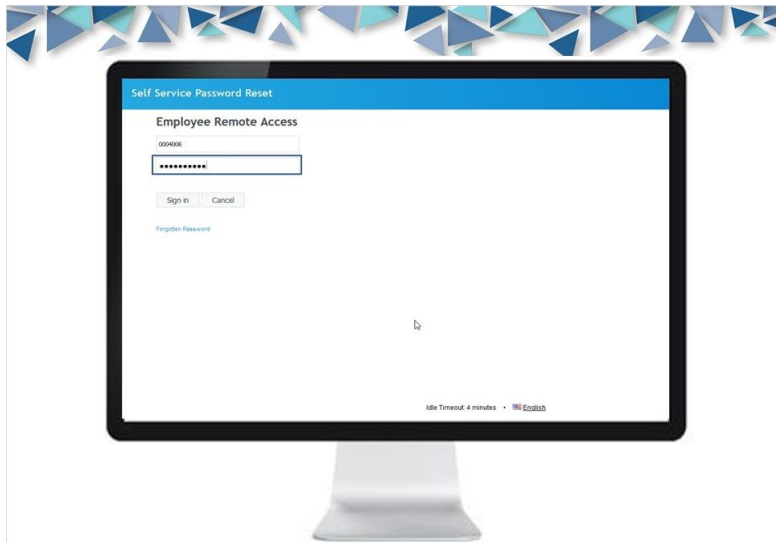 Self Service Password Reset
Employee Remote Access
0004008
••••••••••
Sign in Cancel
Forgotten Password
Idle Timeout: 4 minutes • English